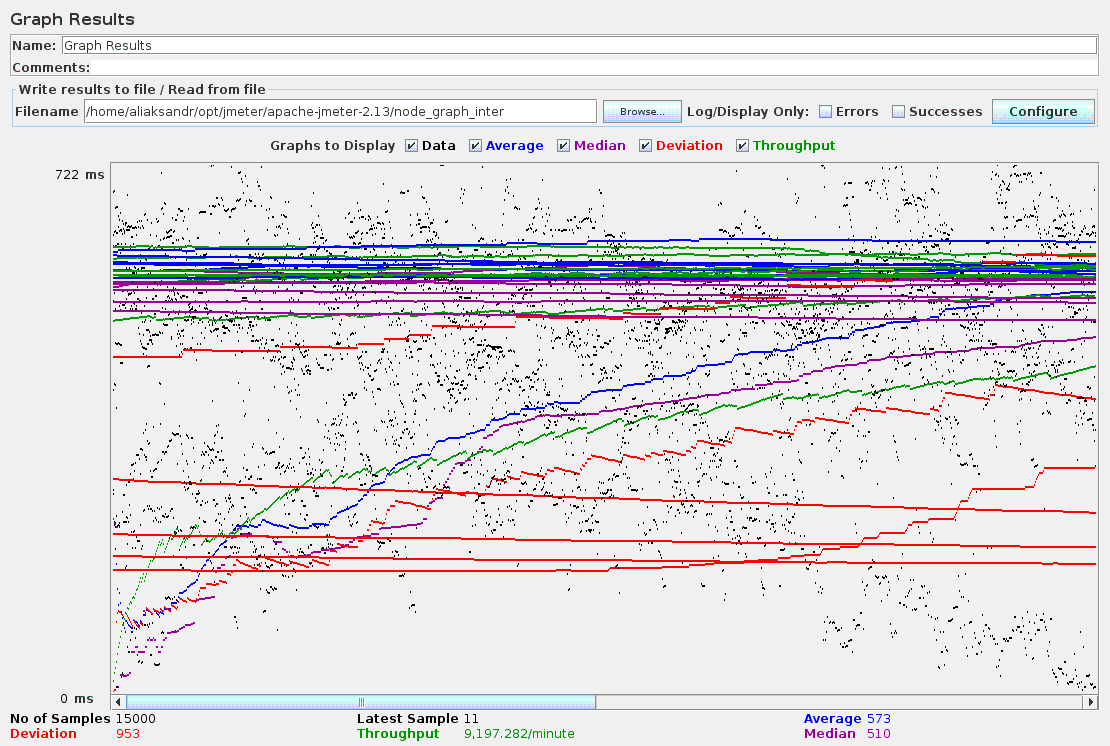 Graph Results
Name: Graph Results
Comments:
Write results to file / Read from file
Filename /home/aliaksandr/opt/jmeter/apache-jmeter-2.13/node_graph_inter Browse... Log/Display Only: Errors Successes Configure
Graphs to Display Data Average Median Deviation Throughput
722 ms
0 ms
No of Samples 15000 Latest Sample 11 Average 573
Deviation 953 Throughput 9,197.282/minute Median 510